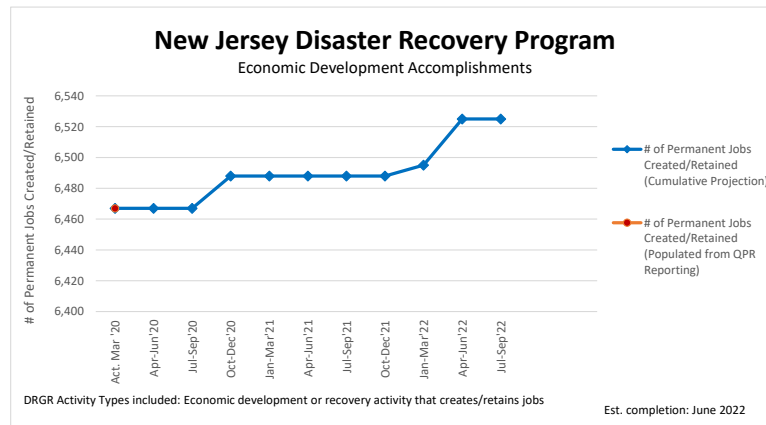 New Jersey Disaster Recovery Program
Economic Development Accomplishments
# of Permanent Jobs Created/Retained
6,540
6,520
6,500
6,480
6,460
6,440
6,420
6,400
Act. Mar '20
Apr-Jun'20
Jul-Sep'20
Oct-Dec'20
Jan-Mar'21
Apr-Jun'21
Jul-Sep'21
Oct-Dec'21
Jan-Mar'22
Apr-Jun'22
Jul-Sep'22
# of Permanent Jobs
Created/Retained
(Cumulative Projection)
# of Permanent Jobs
Created/Retained
(Populated from QPR
Reporting)
DRGR Activity Types included: Economic development or recovery activity that creates/retains jobs
Est. completion: June 2022